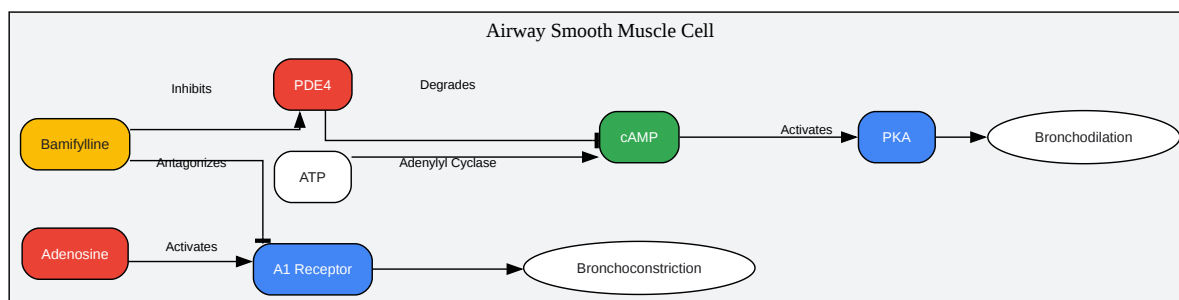 Airway Smooth Muscle Cell
Inhibits
PDE4
Degrades
Bamifylline
cAMP
Activates
PKA
Bronchodilation
Antagonizes
ATP
Adenylyl Cyclase
Adenosine
Activates
A1 Receptor
Bronchoconstriction